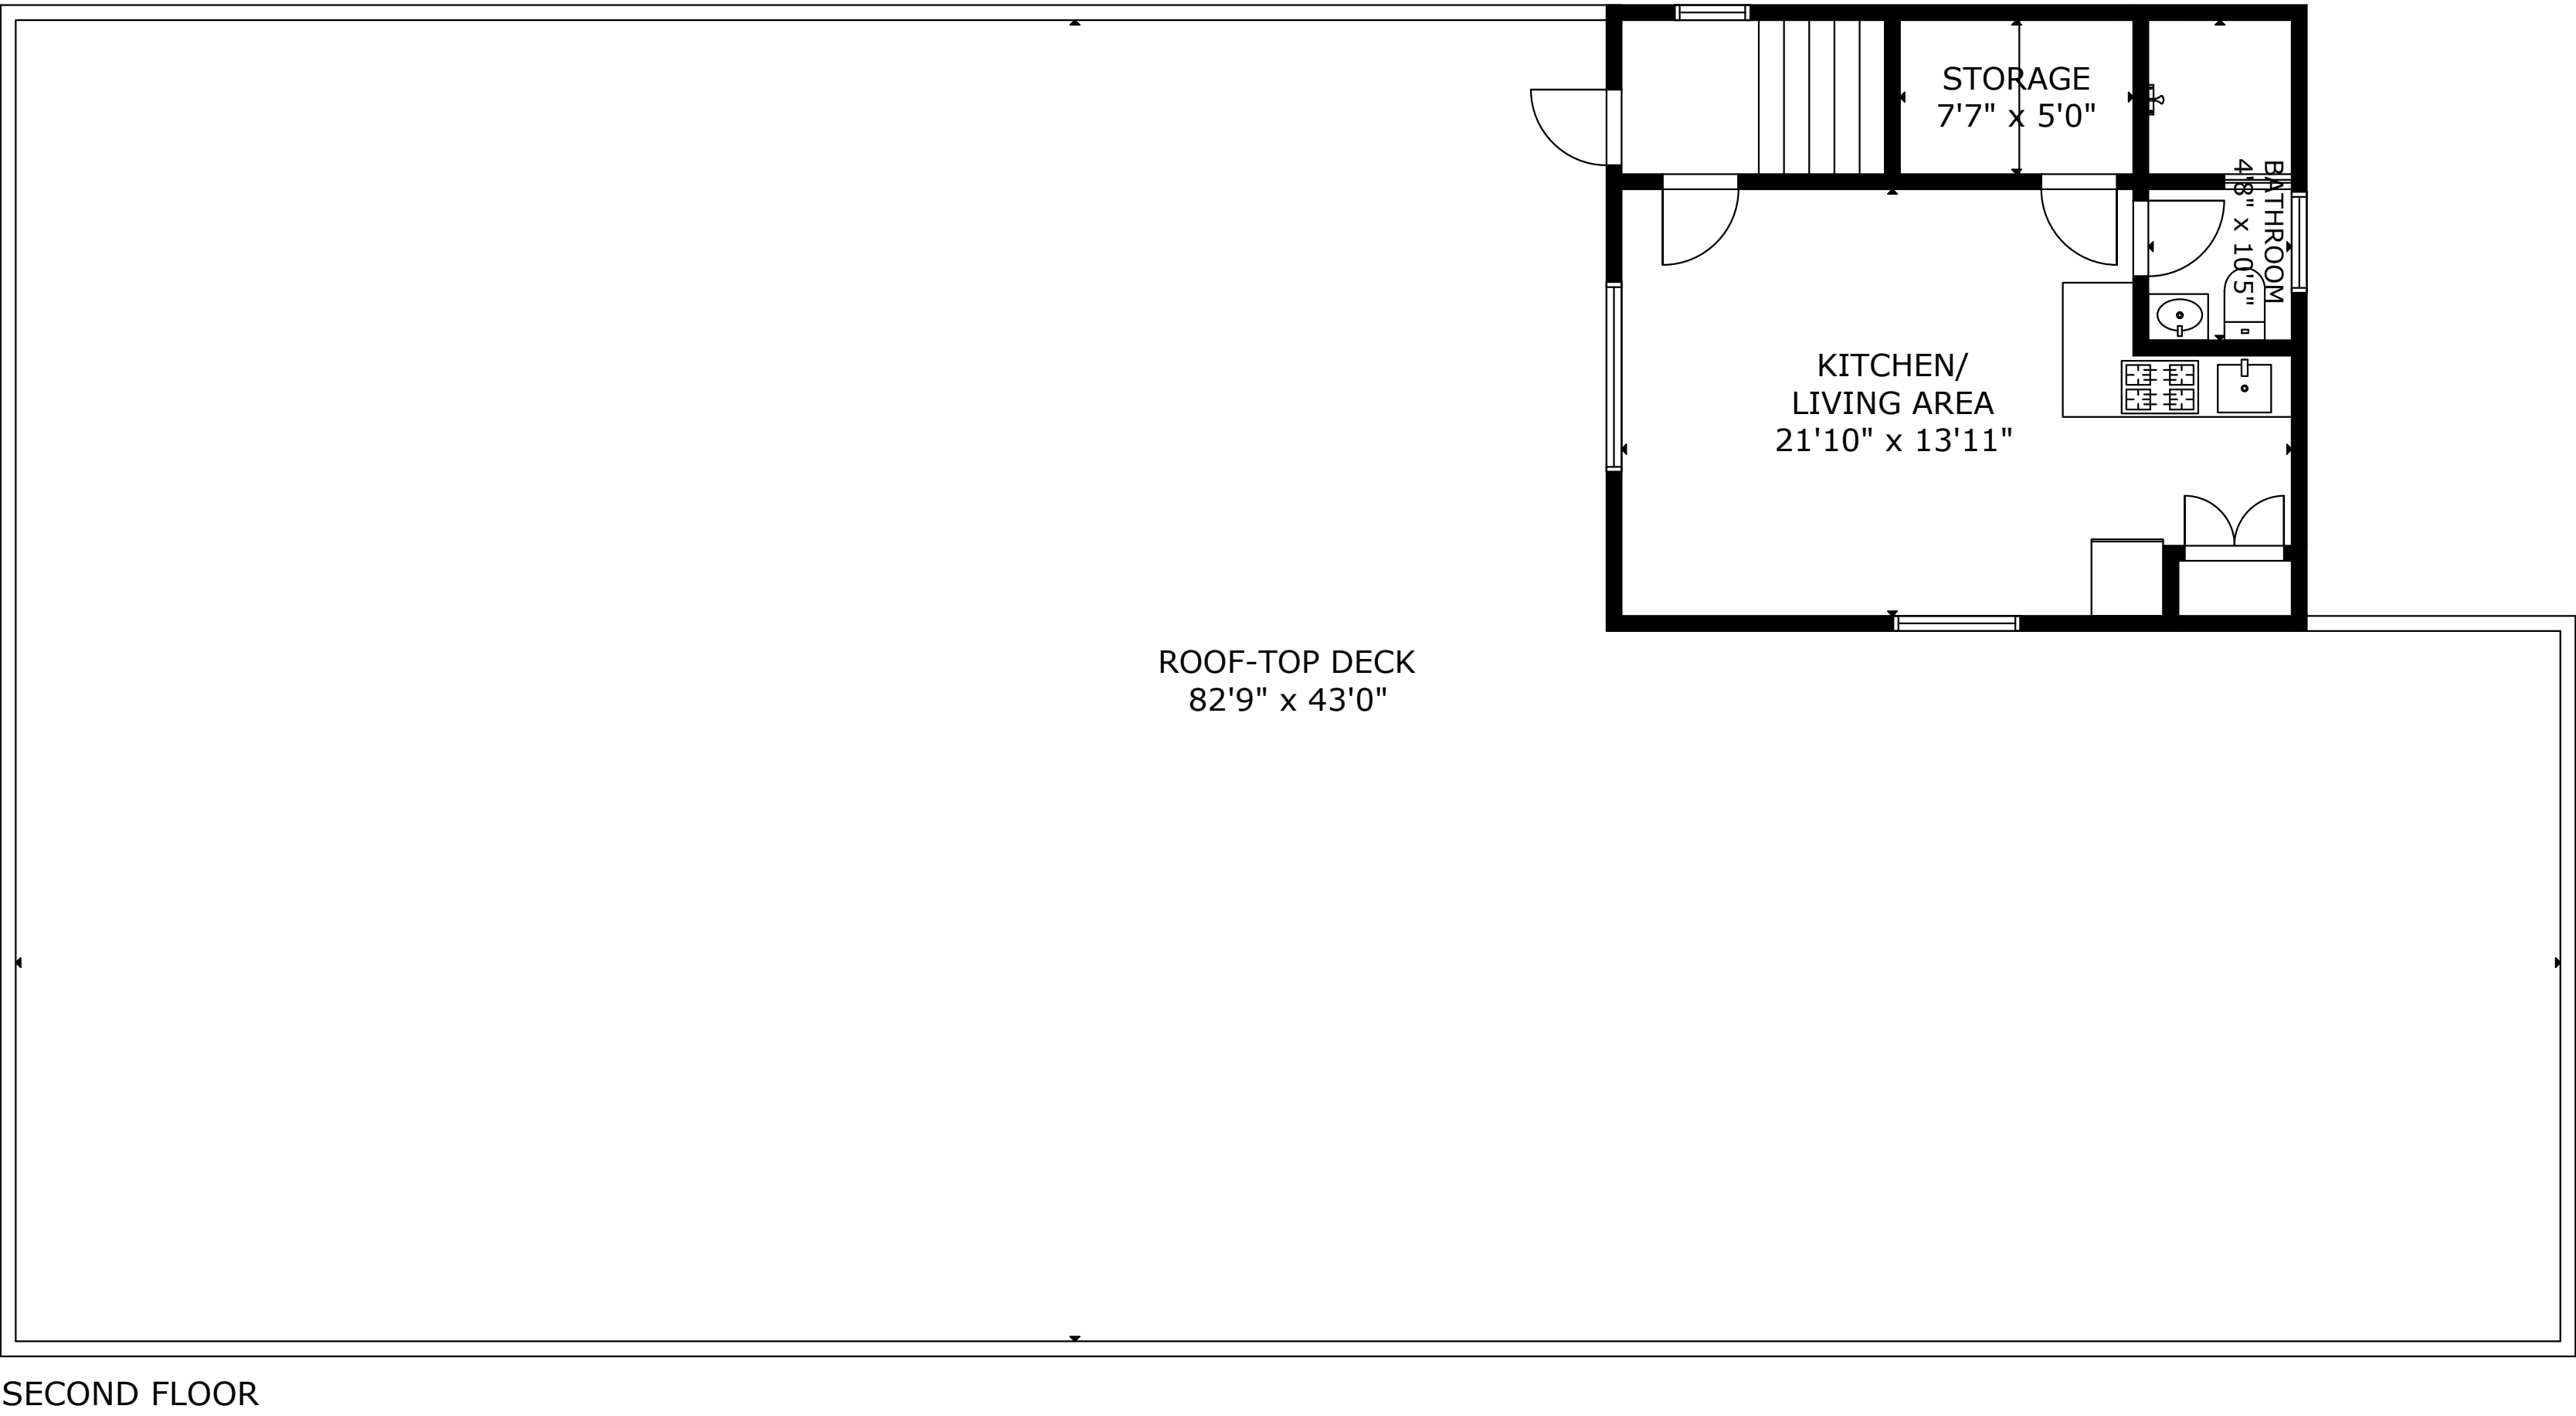 STORAGE
7'7" x 5'0"
BATHROOM
4'8" x 10'5"
KITCHEN/
LIVING AREA
21'10" x 13'11"
ROOF-TOP DECK
82'9" x 43'0"
SECOND FLOOR